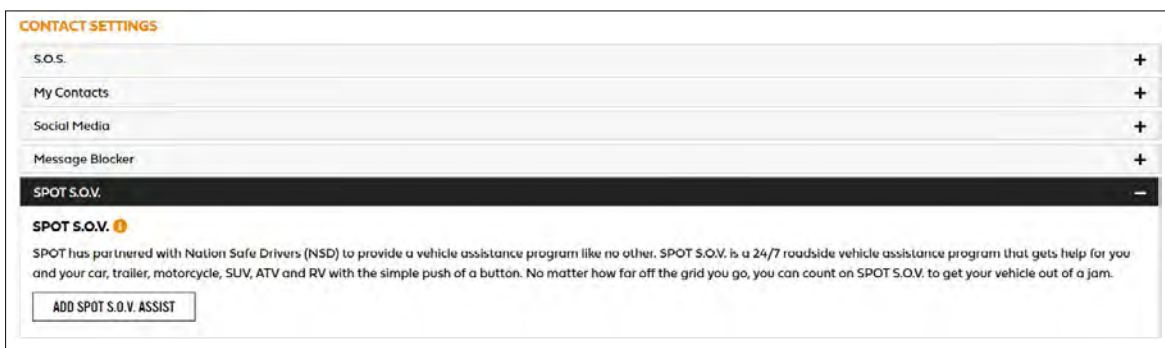 CONTACT SETTINGS
S.O.S.
My Contacts
Social Media
Message Blocker
SPOT S.O.V.
SPOT S.O.V.
SPOT has partnered with Nation Safe Drivers (NSD) to provide a vehicle assistance program like no other. SPOT S.O.V. is a 24/7 roadside vehicle assistance program that gets help for you
and your car, trailer, motorcycle, SUV, ATV and RV with the simple push of a button. No matter how far off the grid you go, you can count on SPOT S.O.V. to get your vehicle out of a jam.
ADD SPOT S.O.V. ASSIST